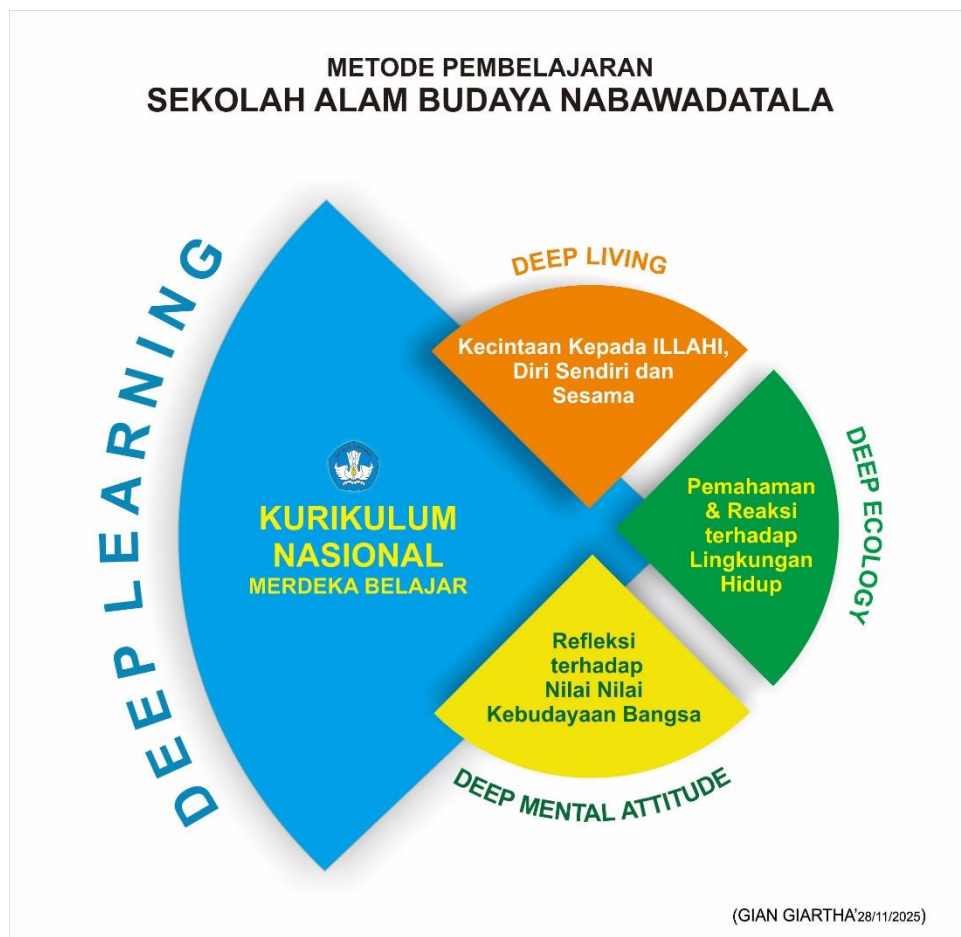 METODE PEMBELAJARAN
SEKOLAH ALAM BUDAYA NABAWADATALA
DEEP LEARNING
KURIKULUM
NASIONAL
MERDEKA BELAJAR
DEEP LIVING
Kecintaan Kepada ILLAHI,
Diri Sendiri dan
Sesama
DEEP ECOLOGY
Pemahaman
& Reaksi
terhadap
Lingkungan
Hidup
Refleksi
terhadap
Nilai Nilai
Kebudayaan Bangsa
DEEP MENTAL ATTITUDE
(GIAN GIARTHA'28/11/2025)